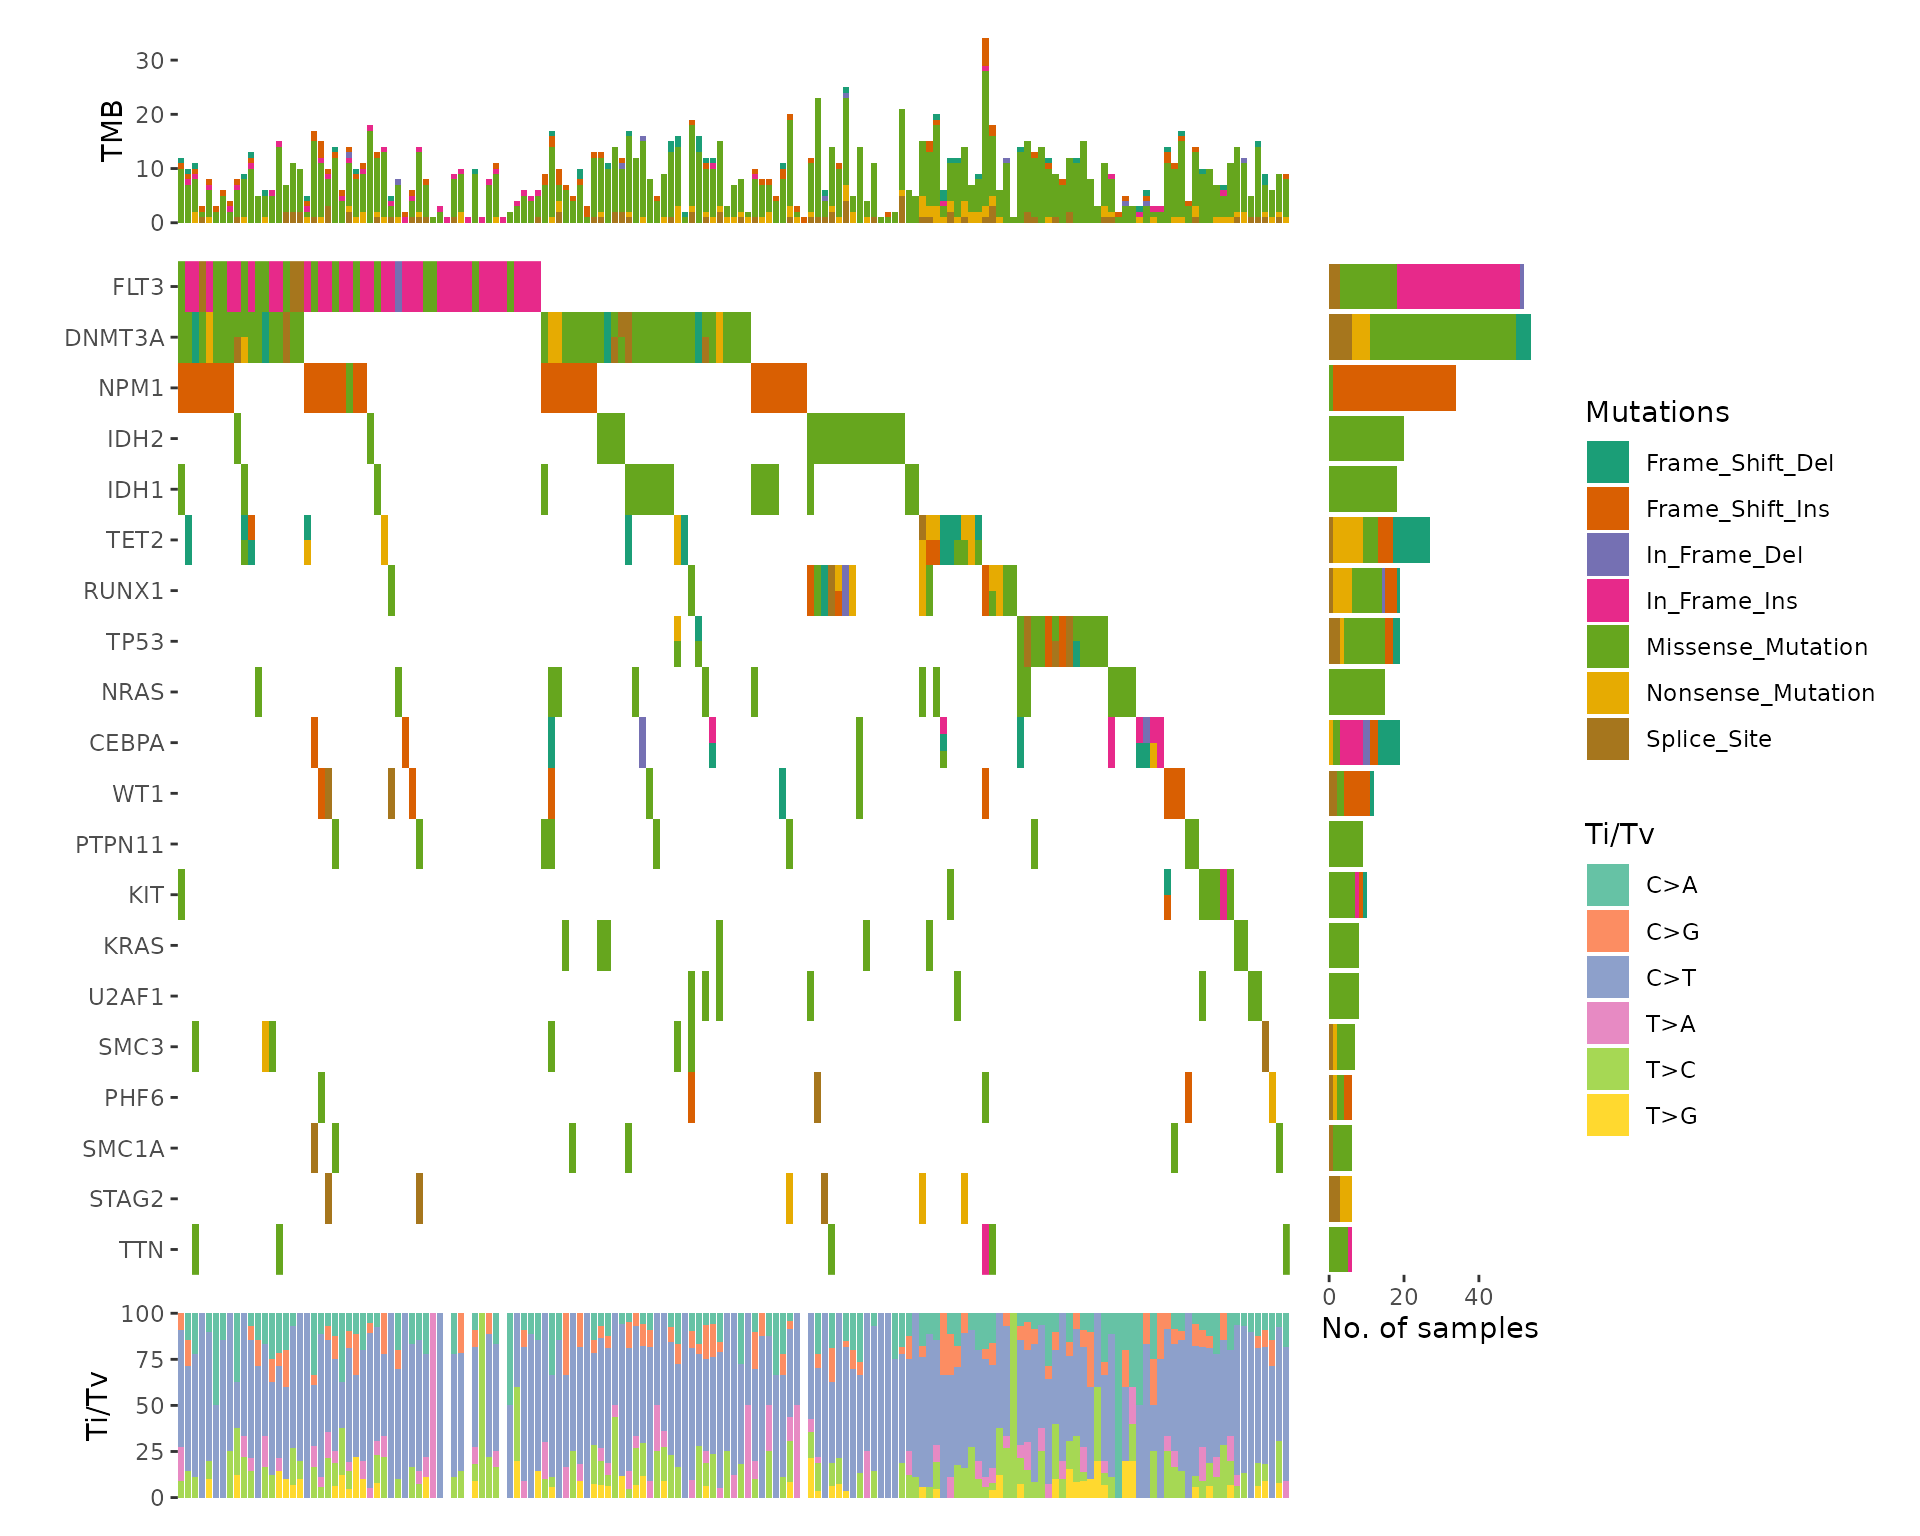 TMB
30
20
10
0
FLT3
DNMT3A
NPM1
IDH2
IDH1
TET2
RUNX1
TP53
NRAS
CEBPA
WT1
PTPN11
KIT
KRAS
U2AF1
SMC3
PHF6
SMC1A
STAG2
TTN
0 20 40
No. of samples
Ti/Tv
100
75
50
25
0
Mutations
Frame_Shift_Del
Frame_Shift_Ins
In_Frame_Del
In_Frame_Ins
Missense_Mutation
Nonsense_Mutation
Splice_Site
Ti/Tv
C>A
C>G
C>T
T>A
T>C
T>G